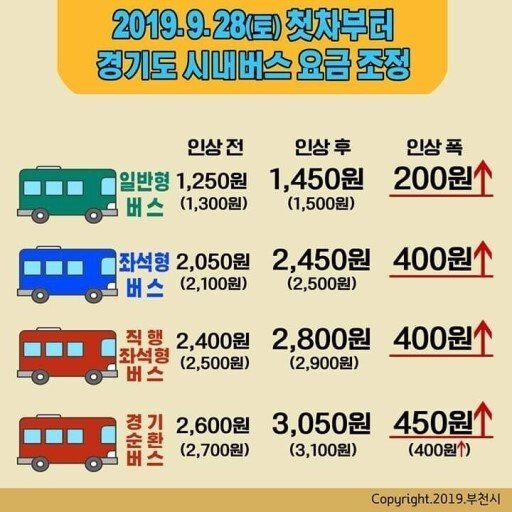 2019.9.28(토) 첫차부터
경기도 시내버스 요금 조정
인상 전 인상 후 인상 폭
일반형 버스 1,250원 1,450원 200원↑
(1,300원) (1,500원)
좌석형 버스 2,050원 2,450원 400원↑
(2,100원) (2,500원)
직행 좌석형 버스 2,400원 2,800원 400원↑
(2,500원) (2,900원)
경기 순환 버스 2,600원 3,050원 450원↑
(2,700원) (3,100원) (400원↑)
Copyright.2019.부천시